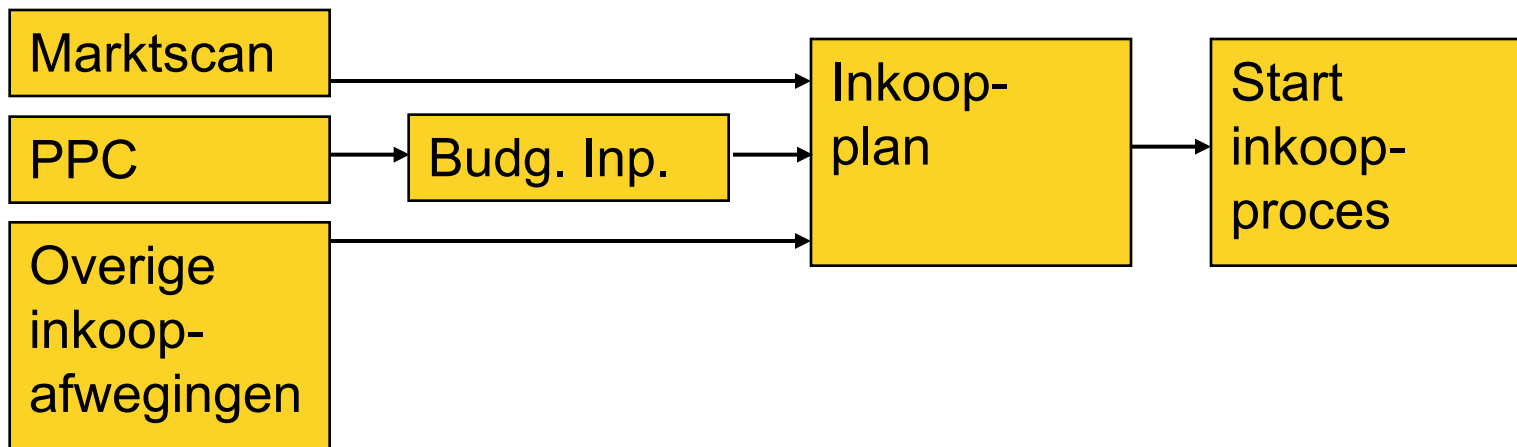 Marktscan
PPC
Overige
inkoop-
afwegingen
Budg. Inp.
Inkoop-
plan
Start
inkoop-
proces